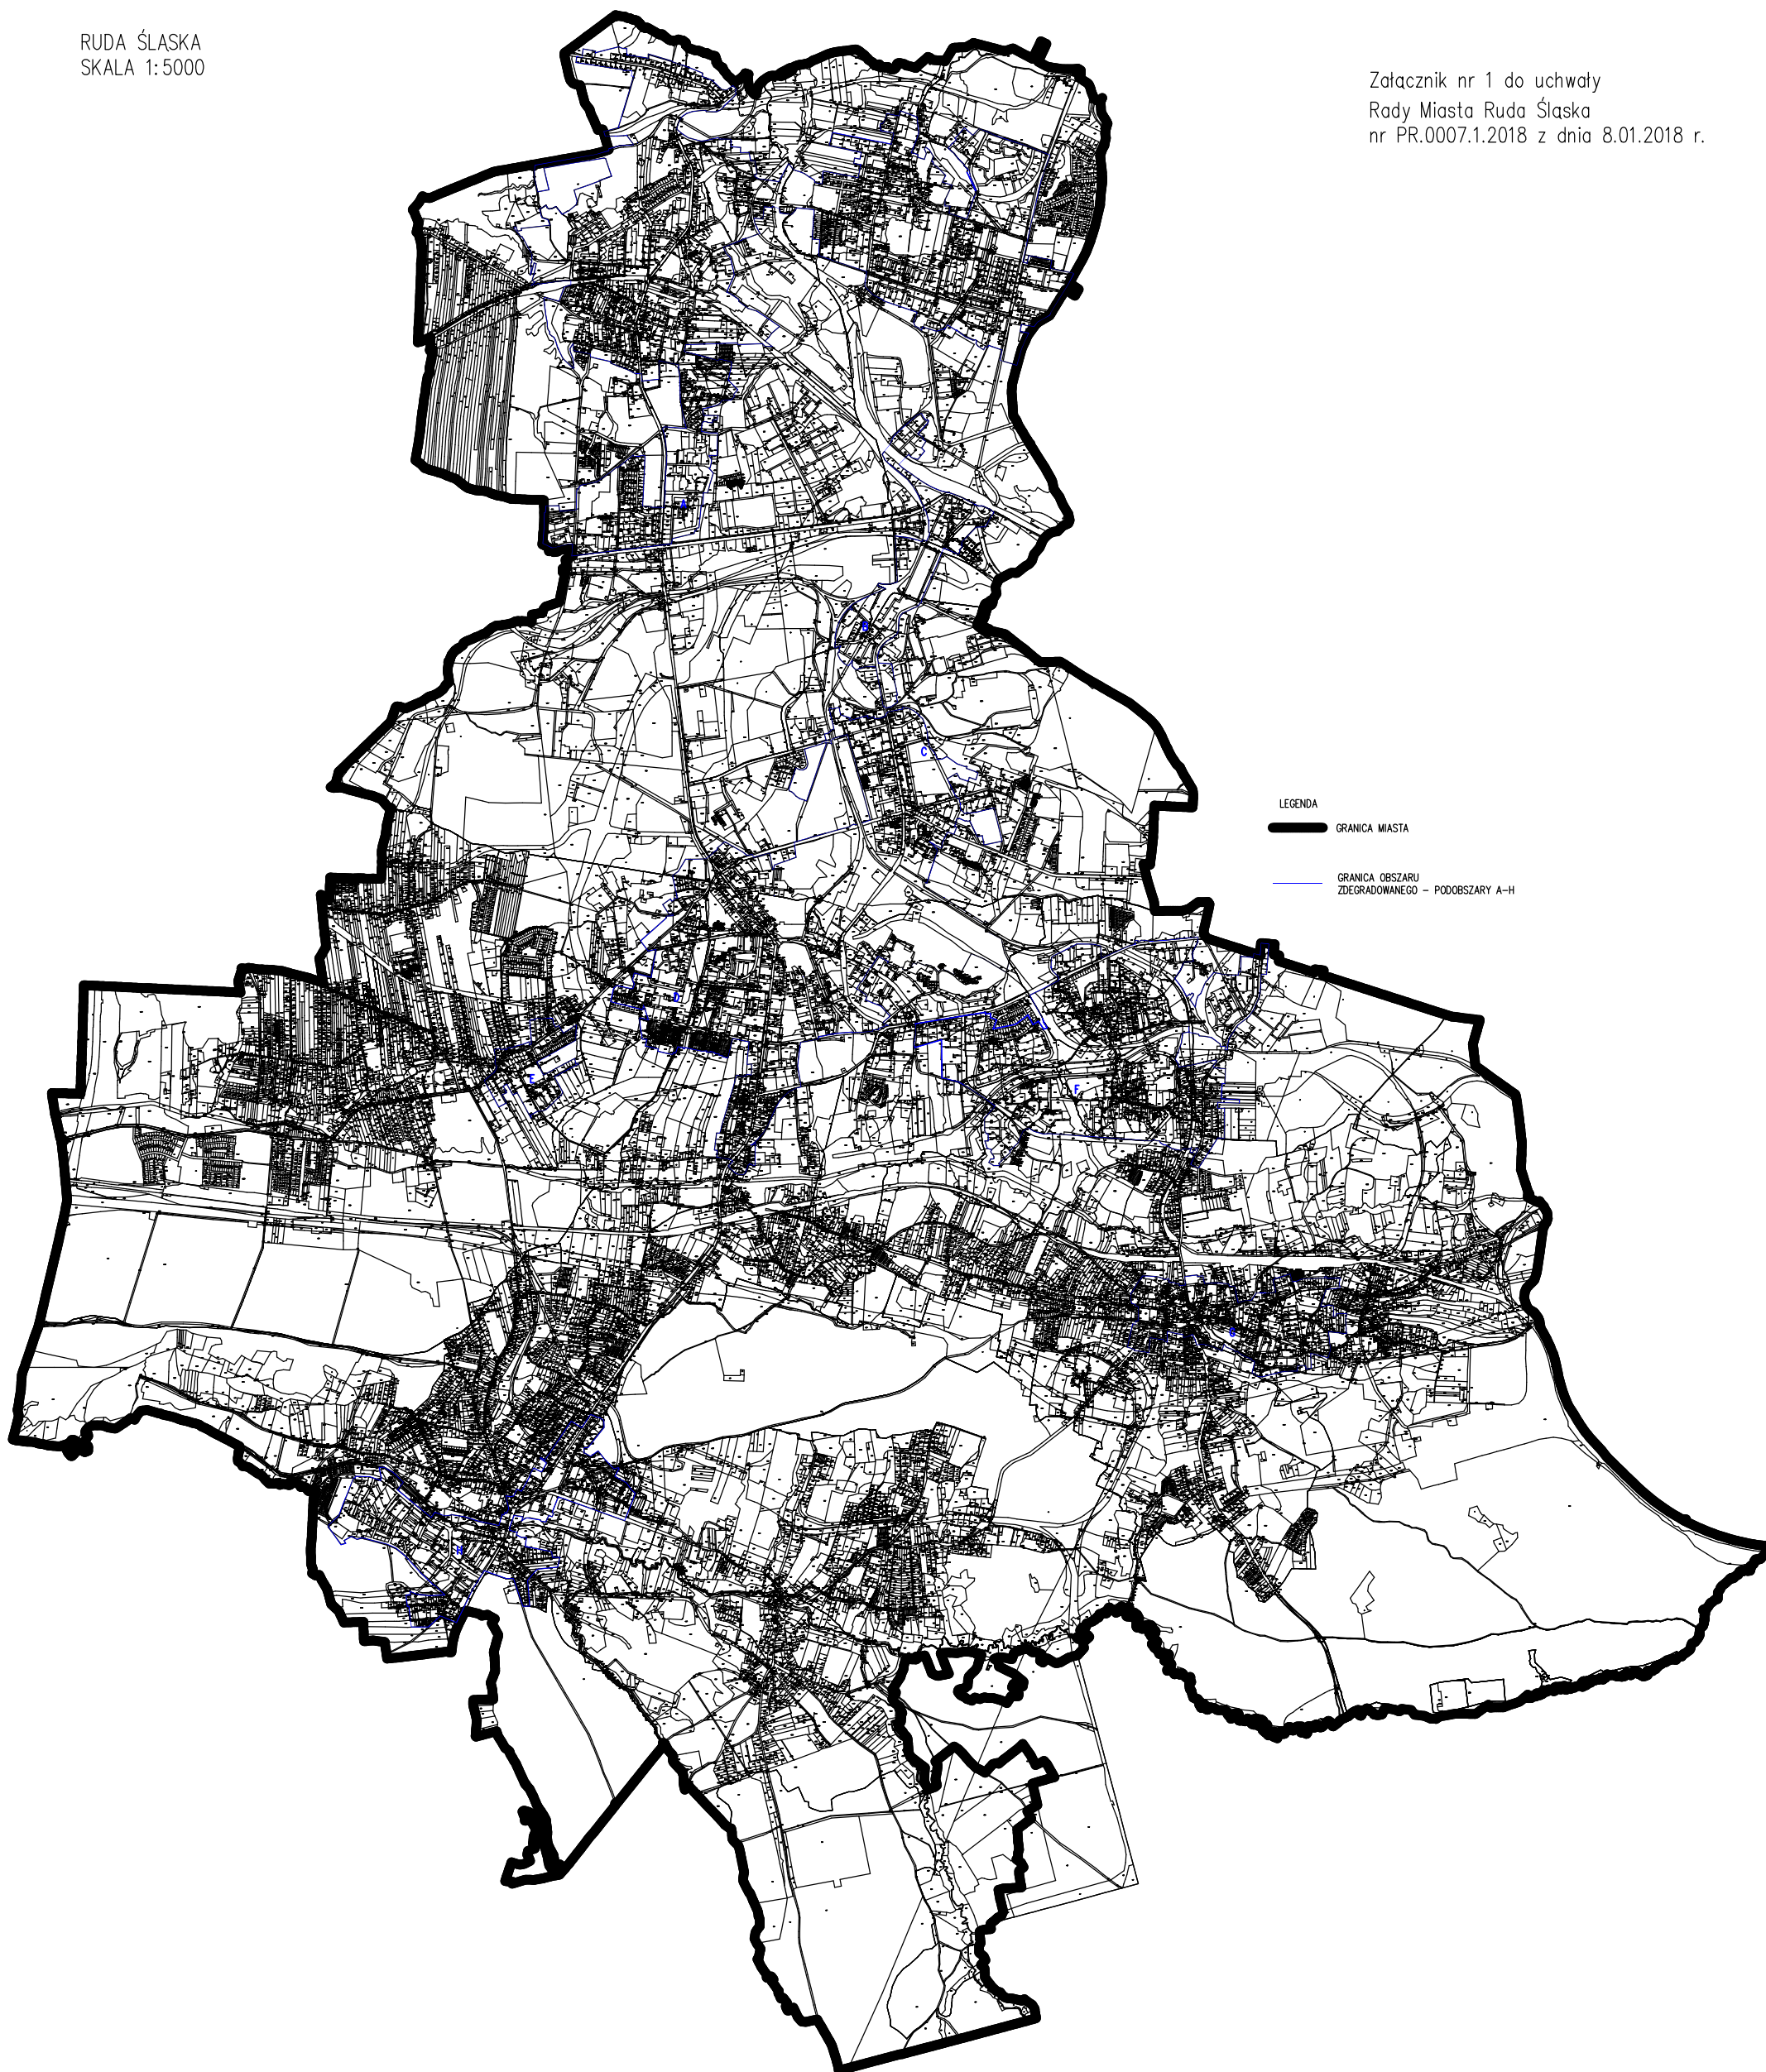 RUDA ŚLĄSKA
SKALA 1:5000
Załącznik nr 1 do uchwały
Rady Miasta Ruda Śląska
nr PR.0007.1.2018 z dnia 8.01.2018 r.
A
B
C
LEGENDA
GRANICA MIASTA
GRANICA OBSZARU
ZDEGRADOWANEGO – PODOBSZARY A–H
D
E
F
G
H